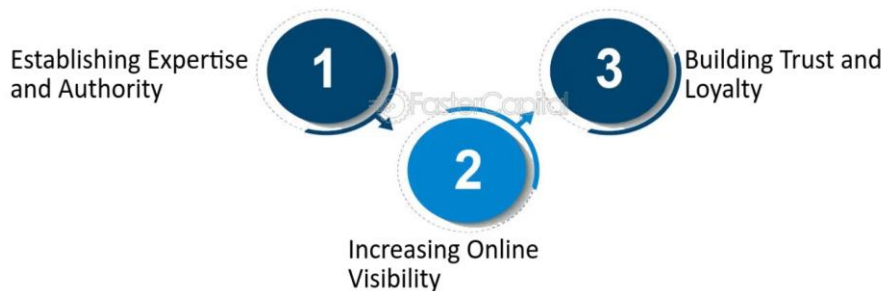 1
Establishing Expertise
and Authority
2
Increasing Online
Visibility
3
Building Trust and
Loyalty
FasterCapital